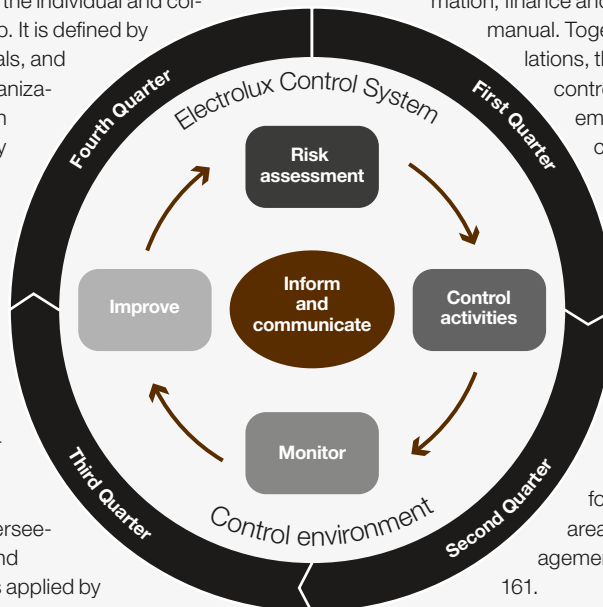 the individual and col-
p. It is defined by
als, and
aniza-
ersee-
nd
s applied by
Electrolux Control System
Fourth Quarter
First Quarter
Risk
assessment
Improve
Inform
and
communicate
Control
activities
Monitor
Control environment
Third Quarter
Second Quarter
mation, finance and
manual. Toge
lations, th
contro
em
c
fo
area
agement
161.